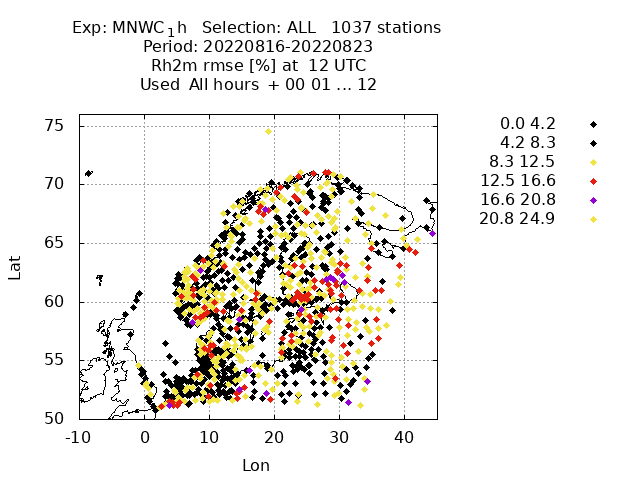 Exp: MNWC_1h   Selection: ALL   1037 stations
Period: 20220816-20220823
Rh2m rmse [%] at  12 UTC
Used  All hours  + 00 01 ... 12
0.0 4.2
4.2 8.3
8.3 12.5
12.5 16.6
16.6 20.8
20.8 24.9
75
70
65
60
55
50
Lat
-10 0 10 20 30 40
Lon